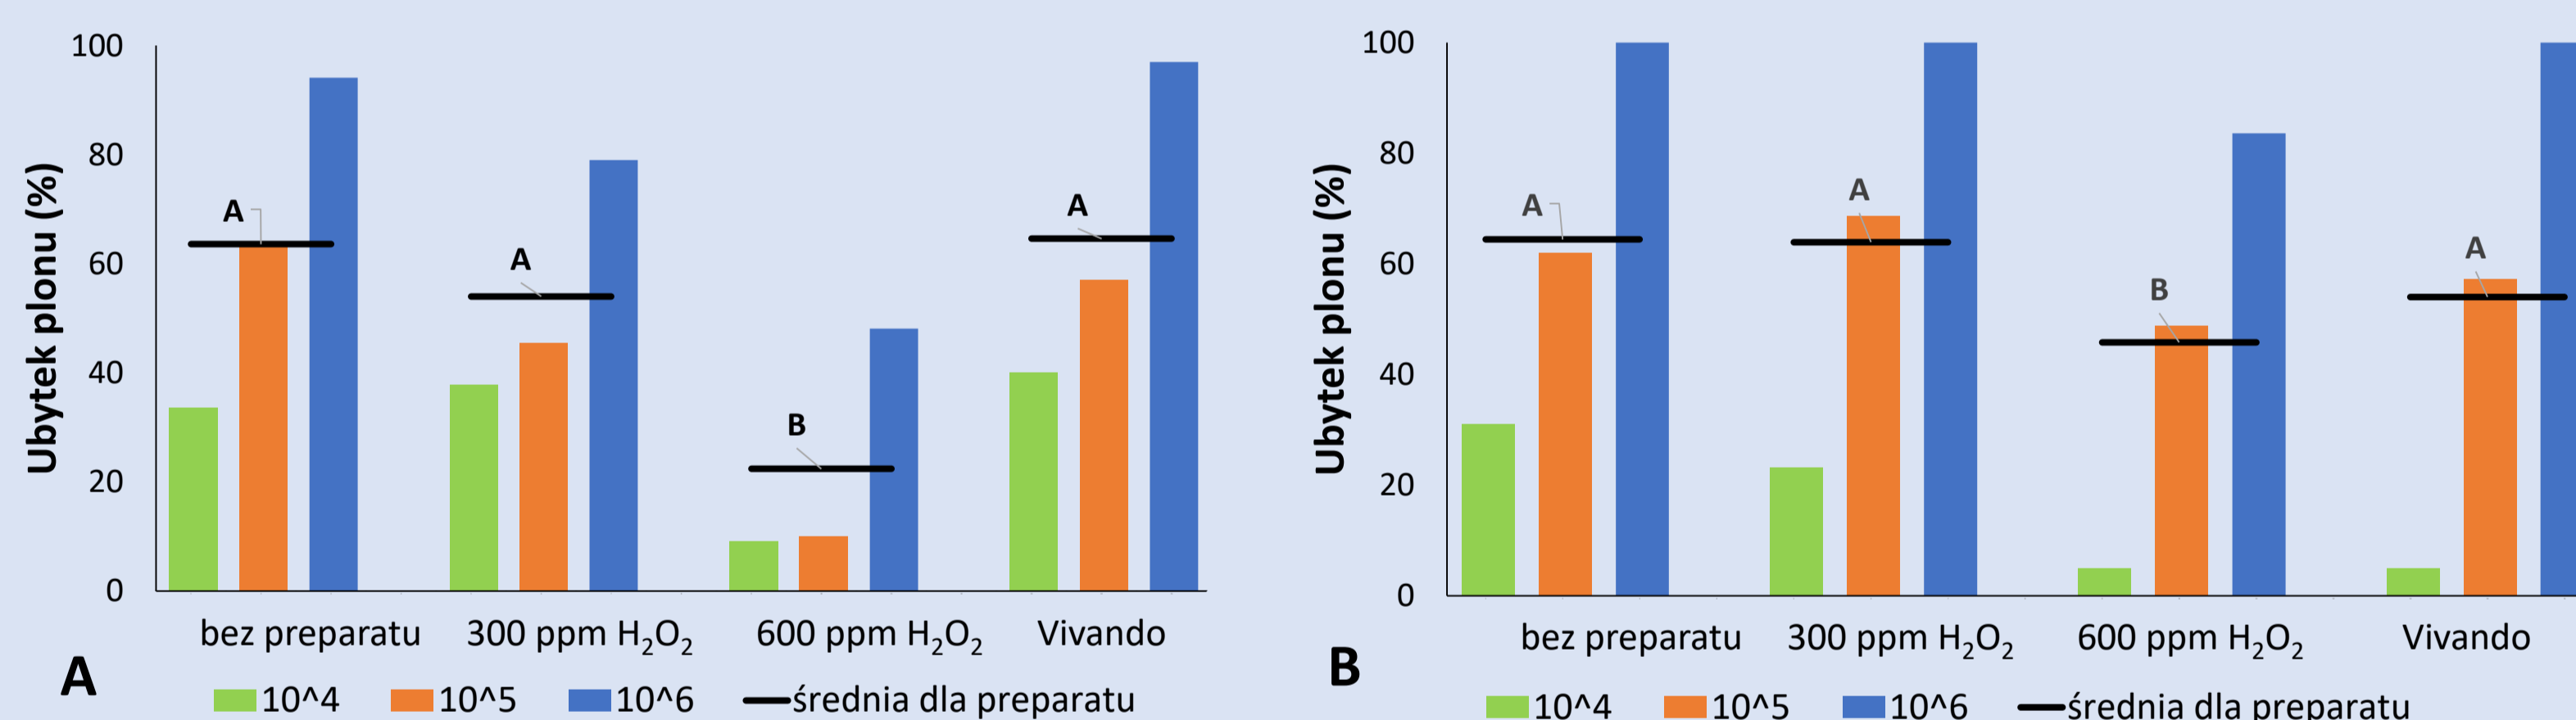 Ubytek plonu (%)
100
80
60
40
20
0
A
A
B
A
bez preparatu
300 ppm H₂O₂
600 ppm H₂O₂
Vivando
A
10^4
10^5
10^6
średnia dla preparatu
Ubytek plonu (%)
100
80
60
40
20
0
A
A
B
A
bez preparatu
300 ppm H₂O₂
600 ppm H₂O₂
Vivando
B
10^4
10^5
10^6
średnia dla preparatu